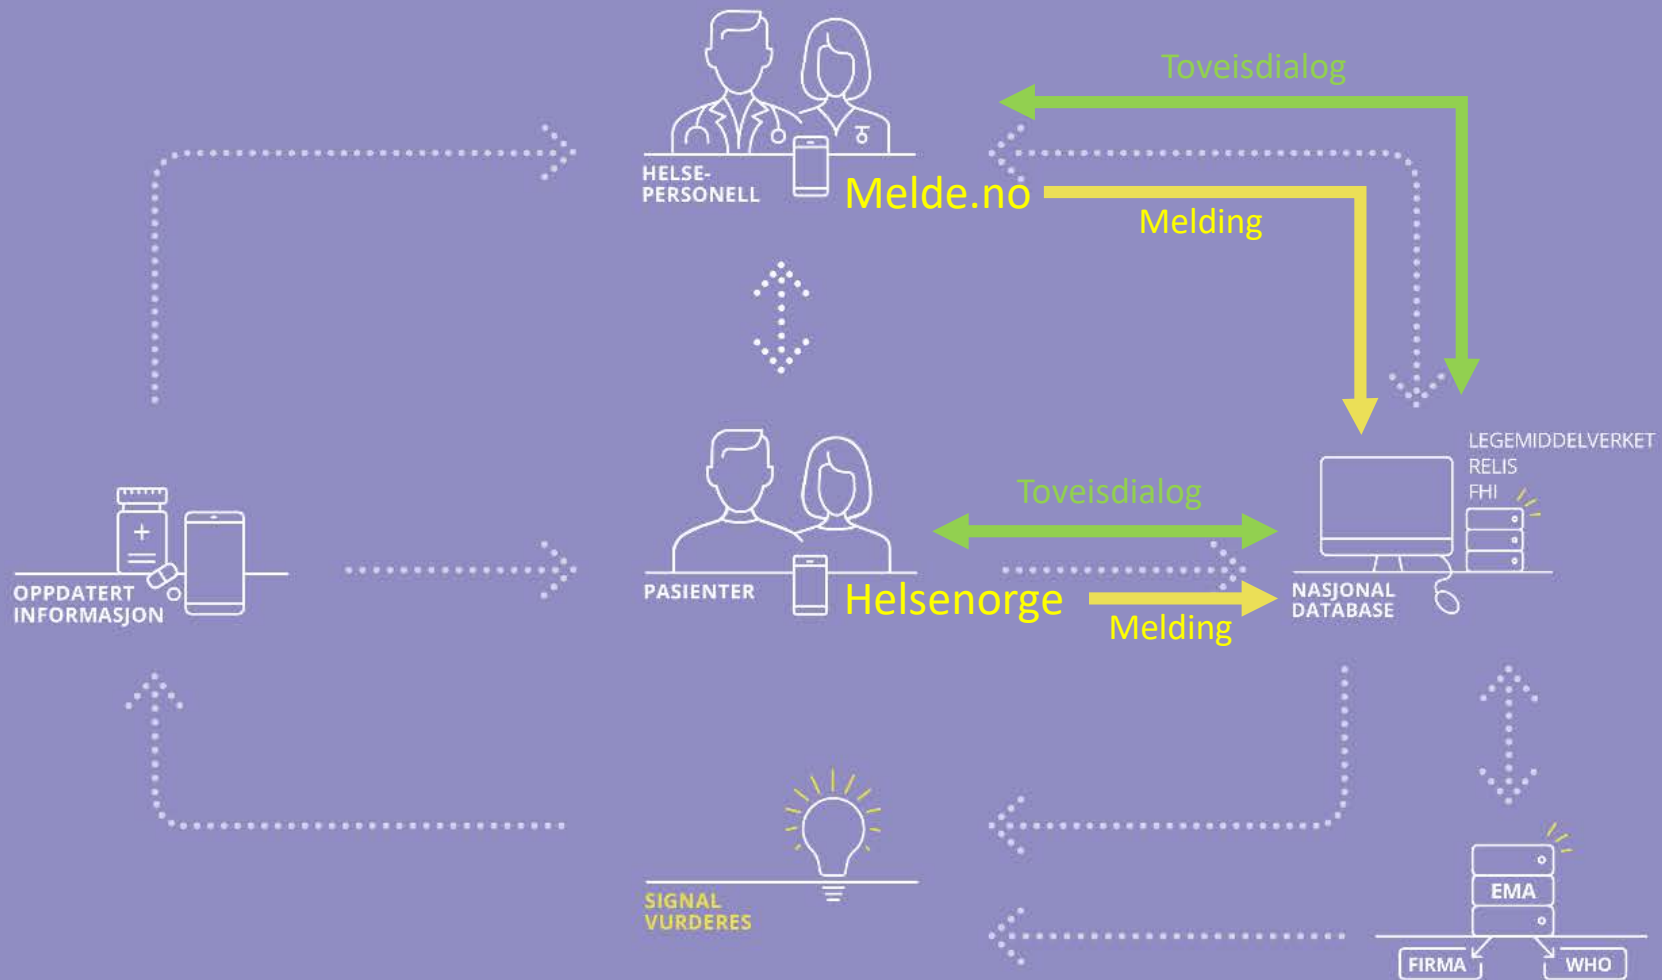 Toveisdialog
HELSE-
PERSONELL
Melde.no
Melding
LEGEMIDDELVERKET
RELIS
FHI
Toveisdialog
OPPDATERT
INFORMASJON
PASIENTER
Helsenorge
Melding
NASJONAL
DATABASE
SIGNAL
VURDERES
EMA
FIRMA
WHO